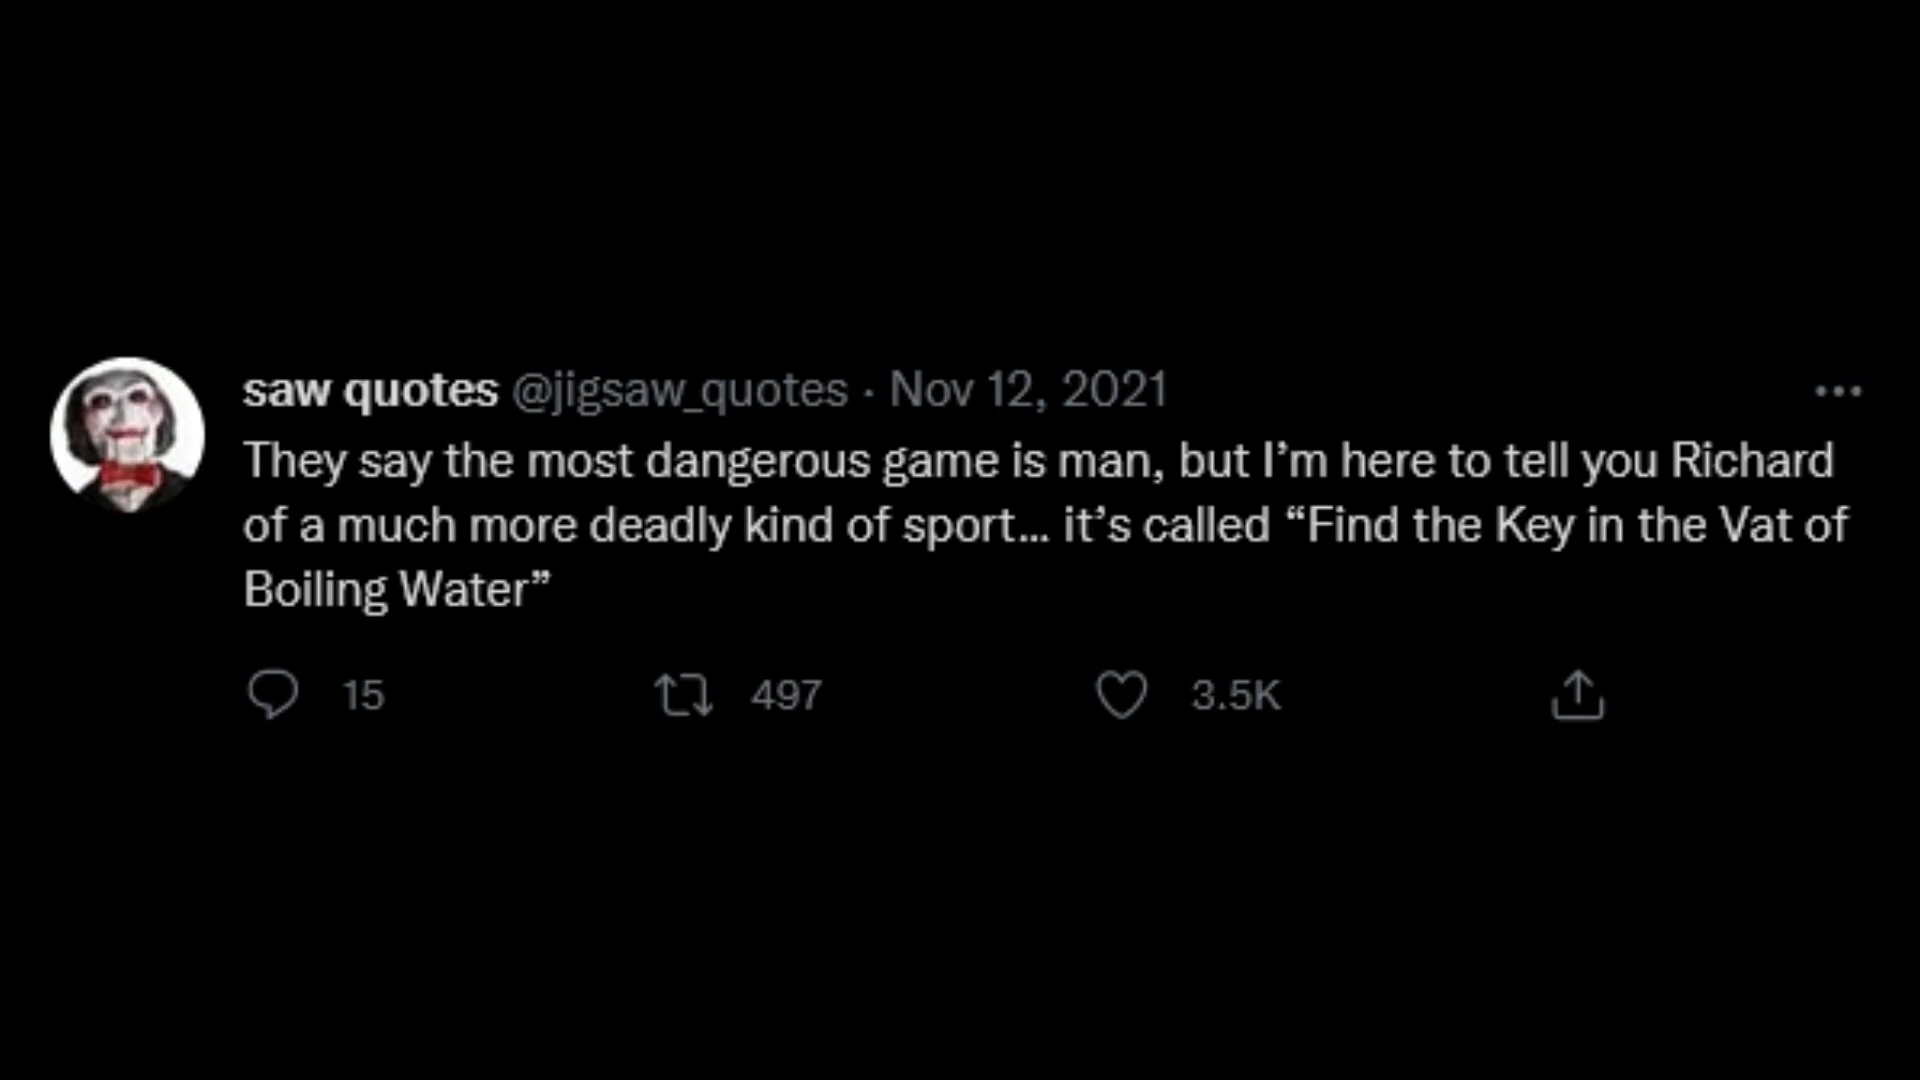 saw quotes @jigsaw_quotes · Nov 12, 2021
They say the most dangerous game is man, but I’m here to tell you Richard
of a much more deadly kind of sport... it’s called “Find the Key in the Vat of
Boiling Water”
15 497 3.5K